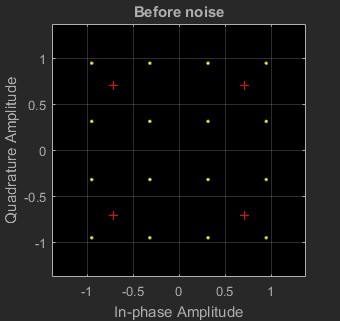 Before noise
Quadrature Amplitude
1
0.5
0
-0.5
-1
-1 -0.5 0 0.5 1
In-phase Amplitude